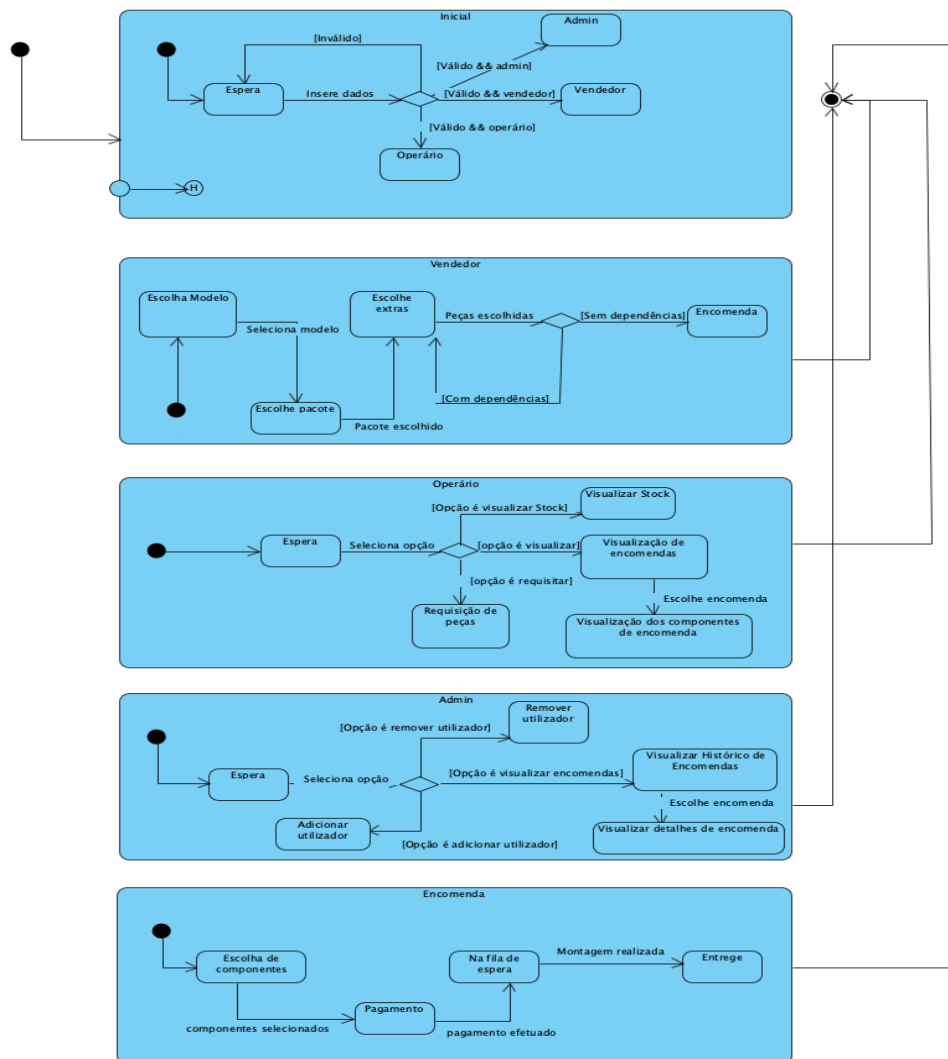 Inicial
Admin
[Inválido]
[Válido && admin]
Espera
Insere dados
[Válido && vendedor]
Vendedor
[Válido && operário]
Operário
H
Vendedor
Escolha Modelo
Escolhe
extras
Peças escolhidas
[Sem dependências]
Encomenda
Seleciona modelo
[Com dependências]
Escolhe pacote
Pacote escolhido
Operário
Visualizar Stock
[Opção é visualizar Stock]
Espera
Seleciona opção
[opção é visualizar]
Visualização de
encomendas
[opção é requisitar]
Escolhe encomenda
Requisição de
peças
Visualização dos componentes
de encomenda
Admin
Remover
utilizador
[Opção é remover utilizador]
Espera
Seleciona opção
[Opção é visualizar encomendas]
Visualizar Histórico de
Encomendas
Escolhe encomenda
Adicionar
utilizador
Visualizar detalhes de encomenda
[Opção é adicionar utilizador]
Encomenda
Escolha de
componentes
Na fila de
espera
Montagem realizada
Entrege
Pagamento
componentes selecionados
pagamento efetuado